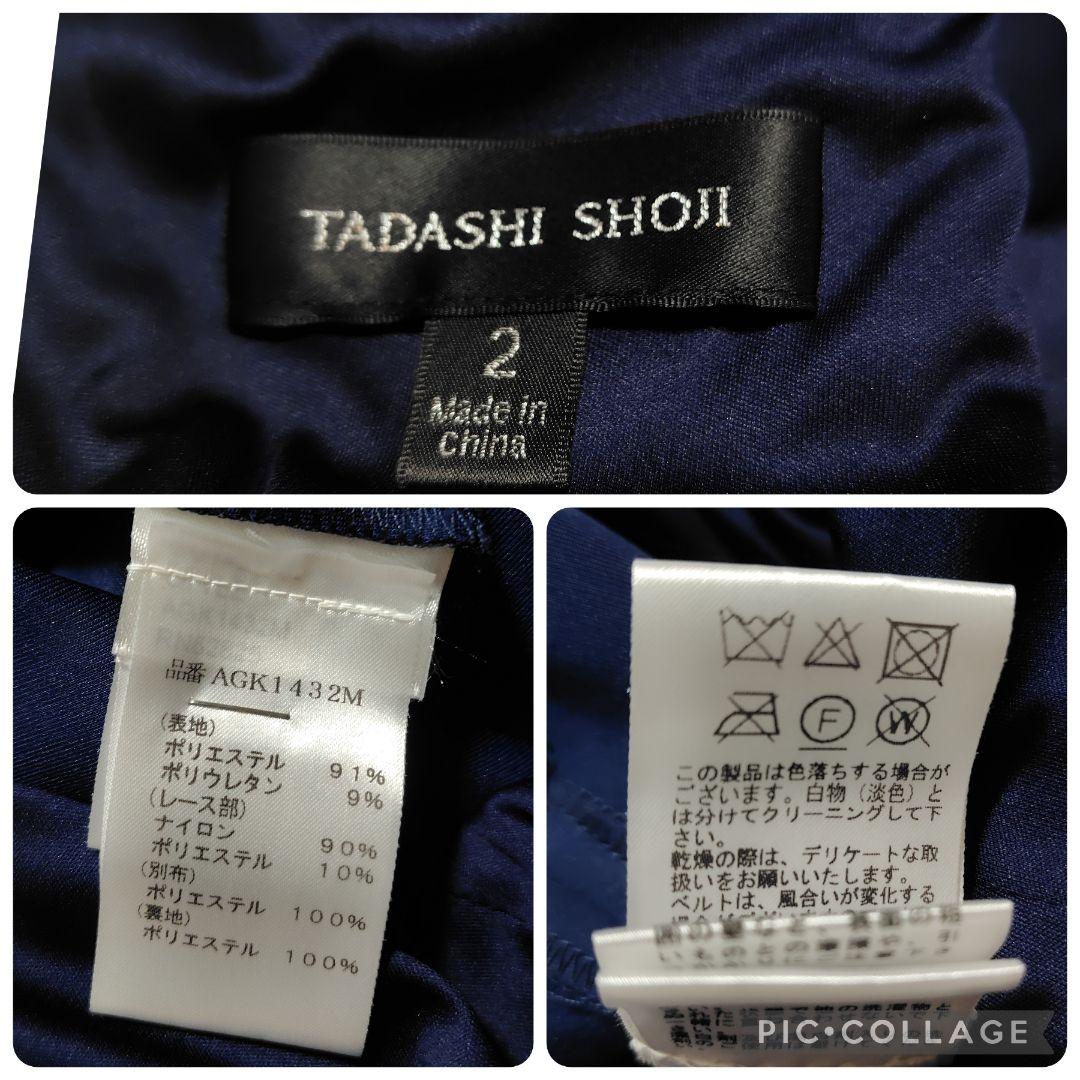 TADASHI SHOJI
2
Made in
China
品番 AGK1432M
(表地)
ポリエステル 91%
ポリウレタン 9%
(レース部)
ナイロン 90%
ポリエステル 10%
(別布)
ポリエステル 100%
(裏地)
ポリエステル 100%
F
W
この製品は色落ちする場合が
ございます。白物（淡色）と
は分けてクリーニングして下
さい。
乾燥の際は、デリケートな取
扱いをお願いいたします。
ベルトは、風合いが変化する
PIC•COLLAGE